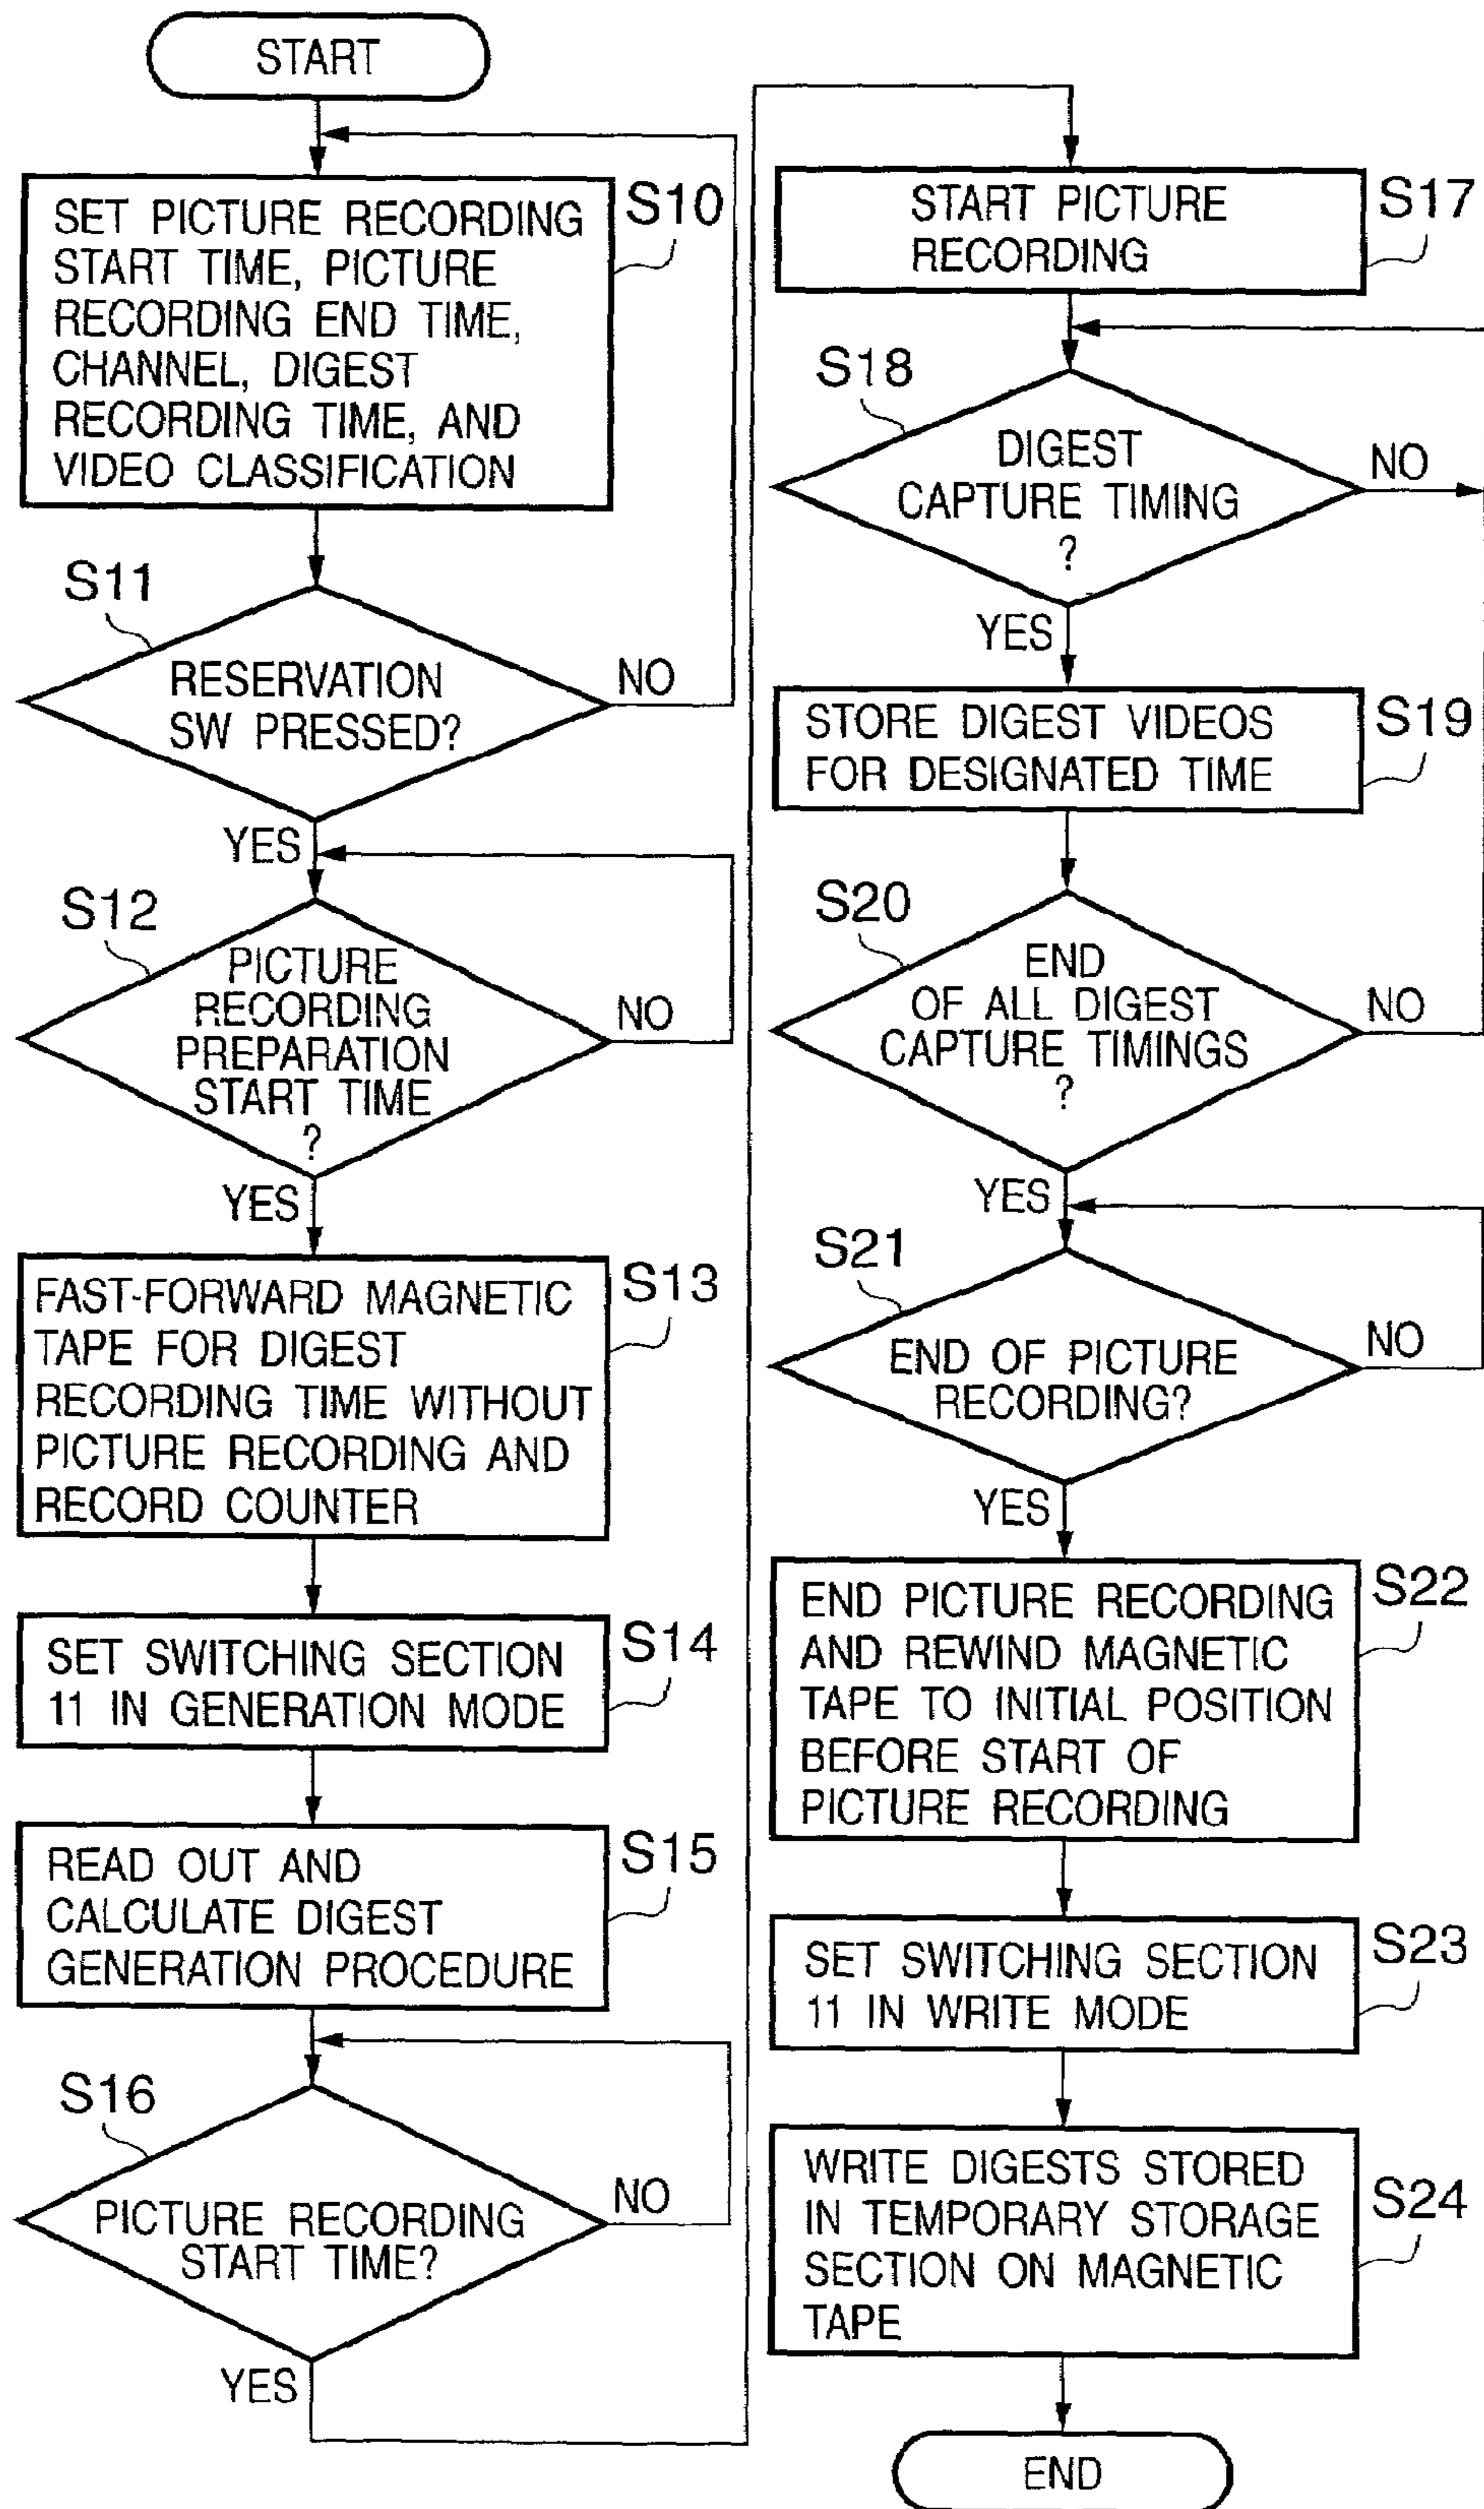 START
SET PICTURE RECORDING
START TIME, PICTURE
RECORDING END TIME,
CHANNEL, DIGEST
RECORDING TIME, AND
VIDEO CLASSIFICATION
S10
S11
RESERVATION
SW PRESSED?
NO
YES
S12
PICTURE
RECORDING
PREPARATION
START TIME
?
NO
YES
FAST-FORWARD MAGNETIC
TAPE FOR DIGEST
RECORDING TIME WITHOUT
PICTURE RECORDING AND
RECORD COUNTER
S13
SET SWITCHING SECTION
11 IN GENERATION MODE
S14
READ OUT AND
CALCULATE DIGEST
GENERATION PROCEDURE
S15
S16
PICTURE RECORDING
START TIME?
NO
YES
START PICTURE
RECORDING
S17
S18
DIGEST
CAPTURE TIMING
?
NO
YES
STORE DIGEST VIDEOS
FOR DESIGNATED TIME
S19
S20
END
OF ALL DIGEST
CAPTURE TIMINGS
?
NO
YES
S21
END OF PICTURE
RECORDING?
NO
YES
END PICTURE RECORDING
AND REWIND MAGNETIC
TAPE TO INITIAL POSITION
BEFORE START OF
PICTURE RECORDING
S22
SET SWITCHING SECTION
11 IN WRITE MODE
S23
WRITE DIGESTS STORED
IN TEMPORARY STORAGE
SECTION ON MAGNETIC
TAPE
S24
END